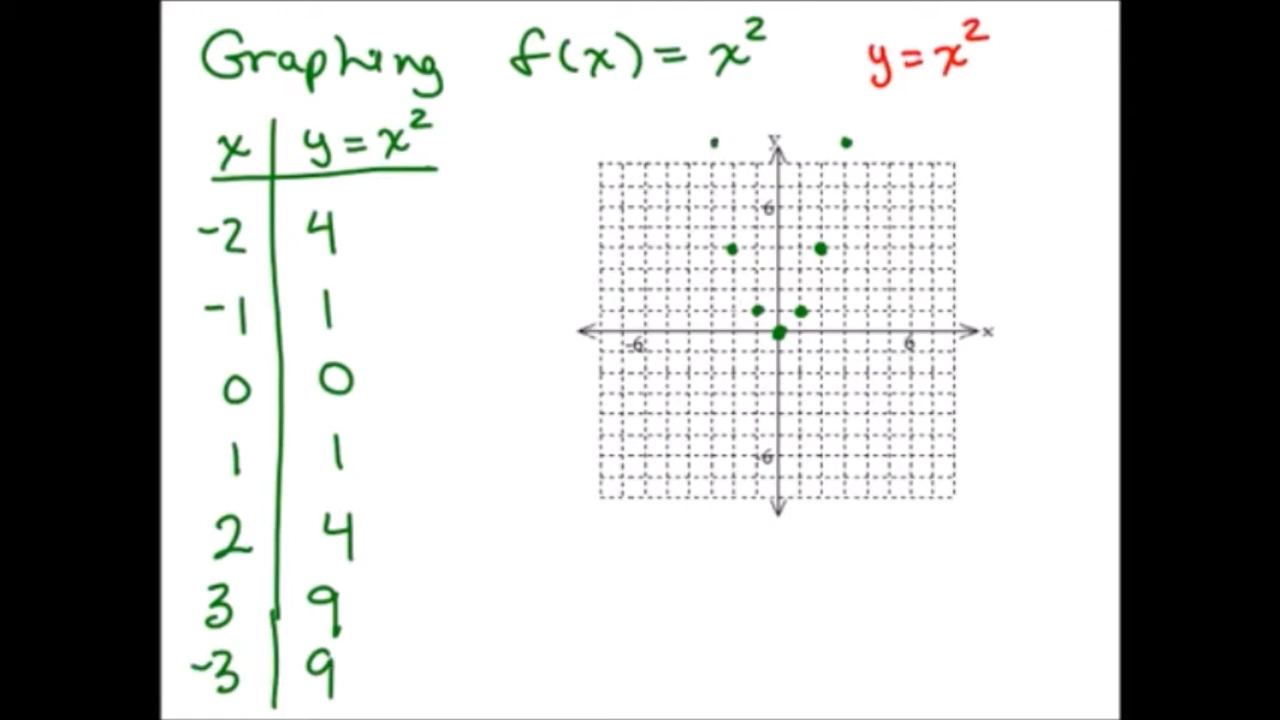 Graphing f(x) = x² y = x²
x y = x²
-2 4
-1 1
0 0
1 1
2 4
3 9
-3 9
y
6
-6 6 x
-6